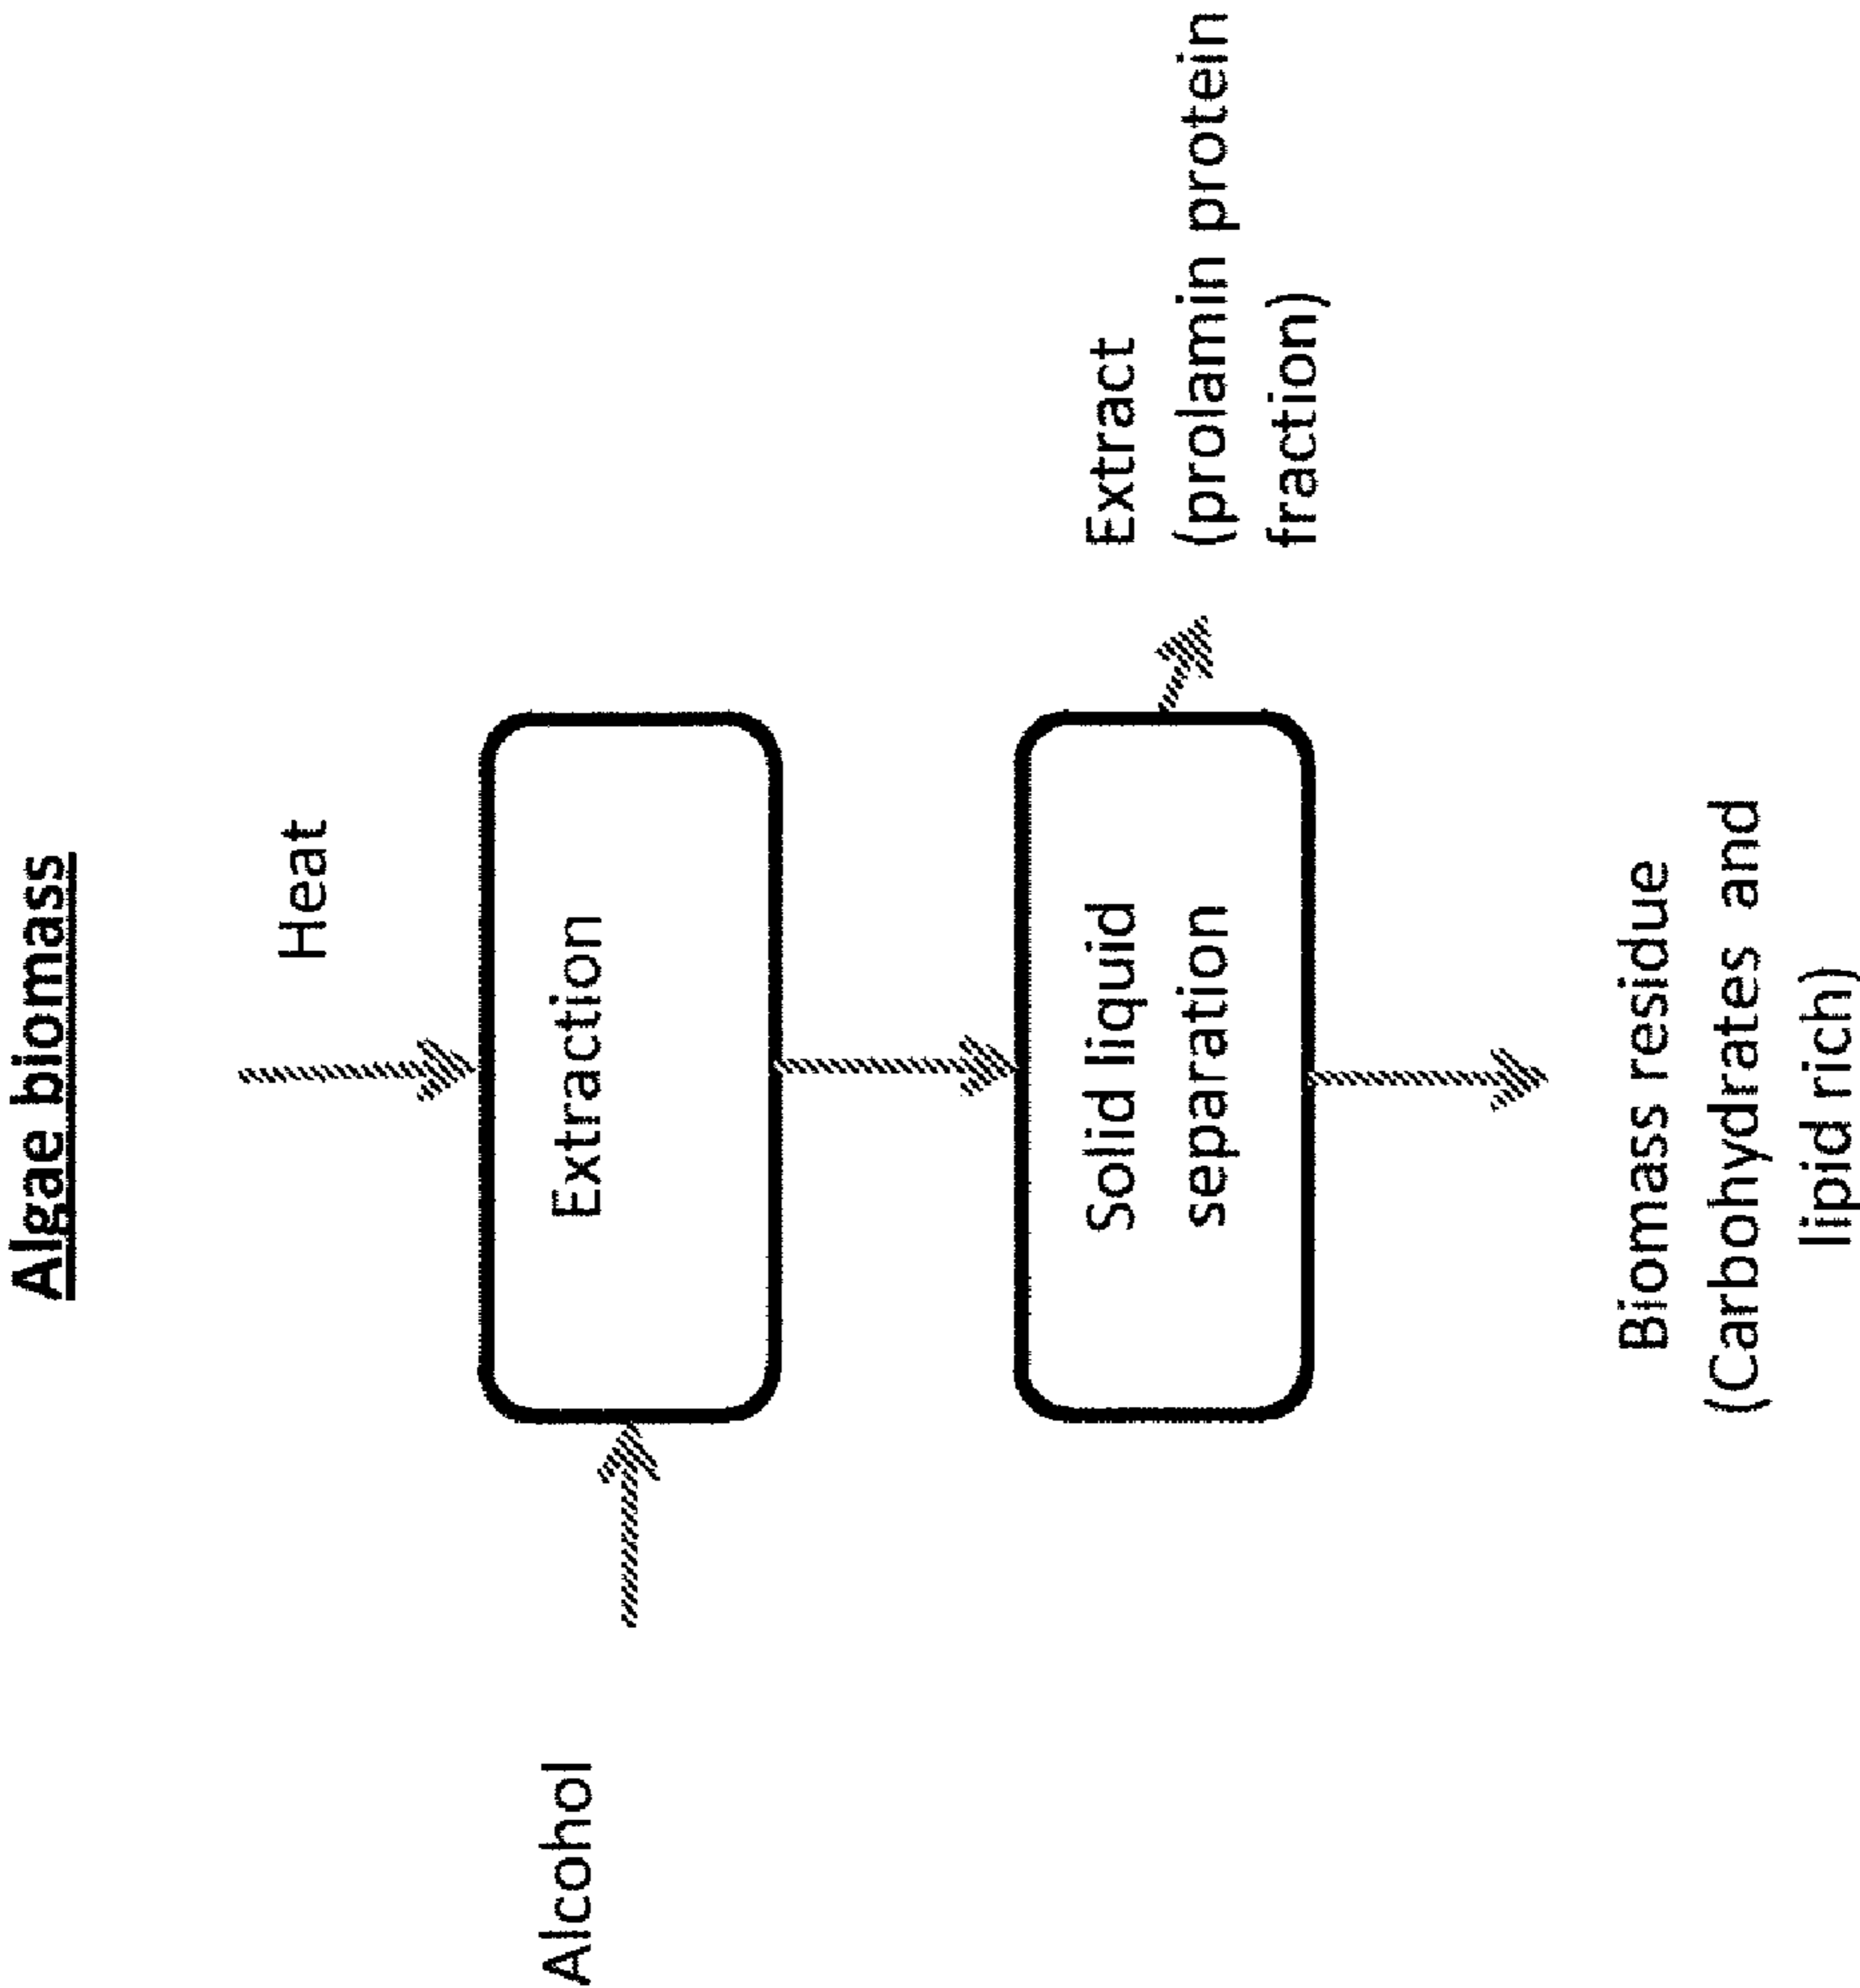 Algae biomass
Heat
Alcohol
Extraction
Solid liquid
separation
Extract
(prolamin protein
fraction)
Biomass residue
(Carbohydrates and
lipid rich)